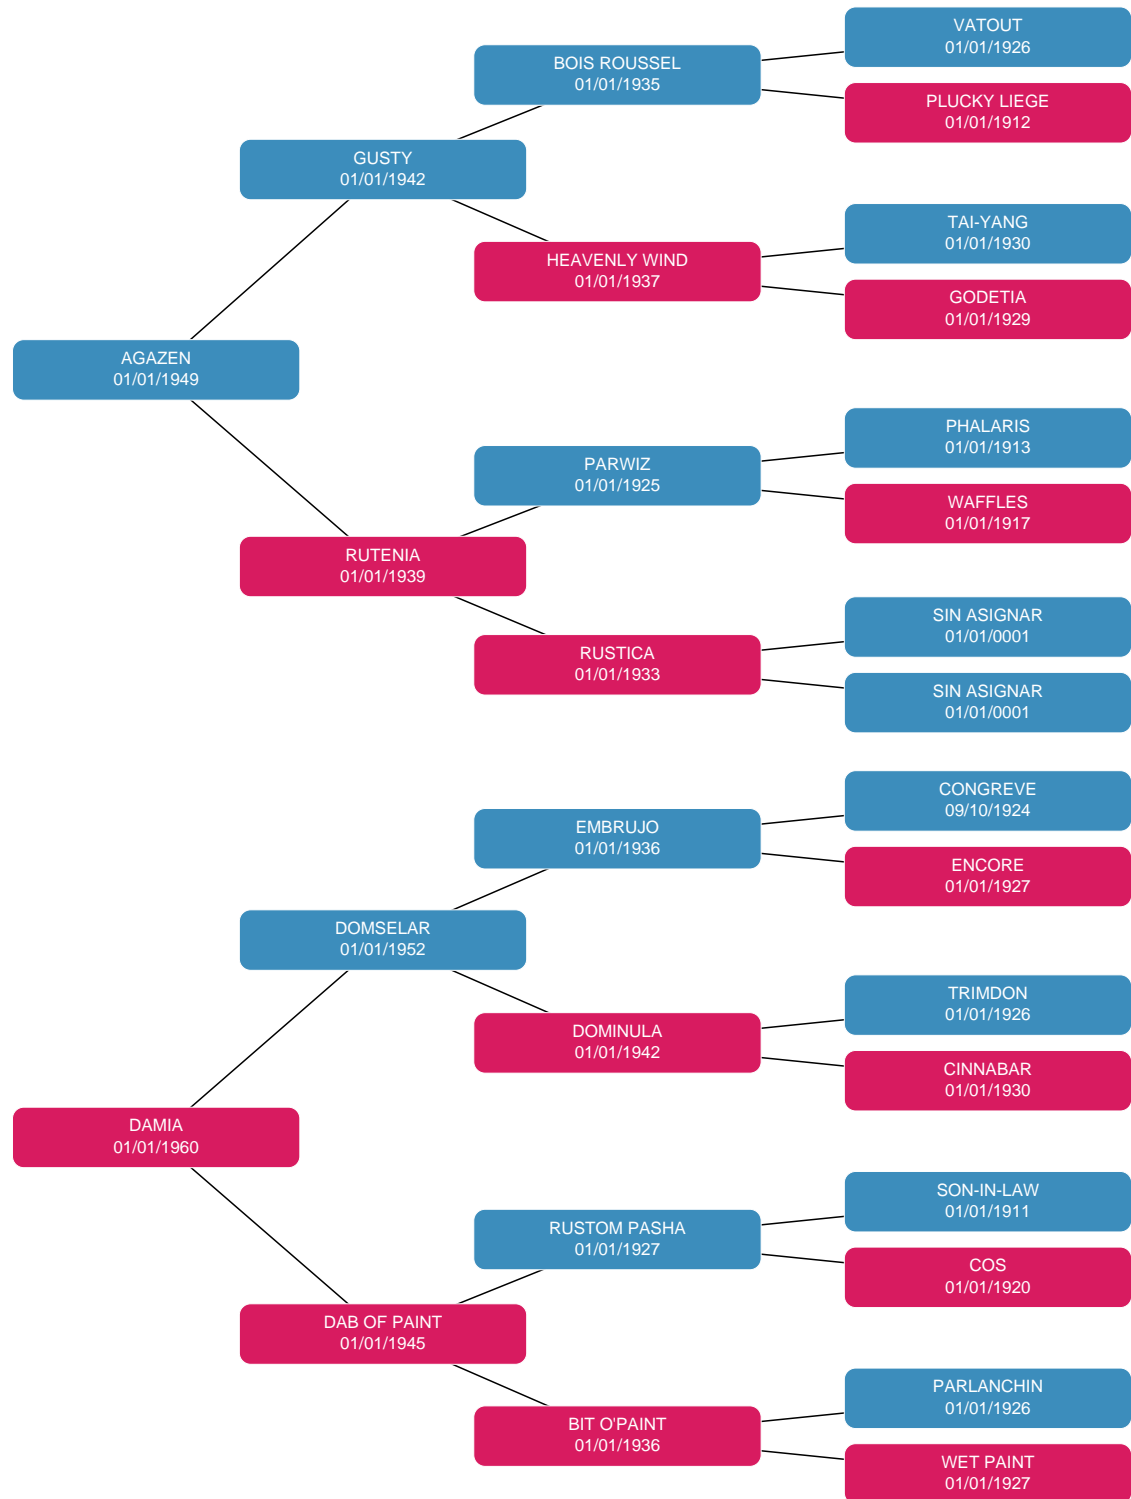 VATOUT
01/01/1926
BOIS ROUSSEL
01/01/1935
PLUCKY LIEGE
01/01/1912
GUSTY
01/01/1942
TAI-YANG
01/01/1930
HEAVENLY WIND
01/01/1937
GODETIA
01/01/1929
AGAZEN
01/01/1949
PHALARIS
01/01/1913
PARWIZ
01/01/1925
WAFFLES
01/01/1917
RUTENIA
01/01/1939
SIN ASIGNAR
01/01/0001
RUSTICA
01/01/1933
SIN ASIGNAR
01/01/0001
CONGREVE
09/10/1924
EMBRUJO
01/01/1936
ENCORE
01/01/1927
DOMSELAR
01/01/1952
TRIMDON
01/01/1926
DOMINULA
01/01/1942
CINNABAR
01/01/1930
DAMIA
01/01/1960
SON-IN-LAW
01/01/1911
RUSTOM PASHA
01/01/1927
COS
01/01/1920
DAB OF PAINT
01/01/1945
PARLANCHIN
01/01/1926
BIT O'PAINT
01/01/1936
WET PAINT
01/01/1927